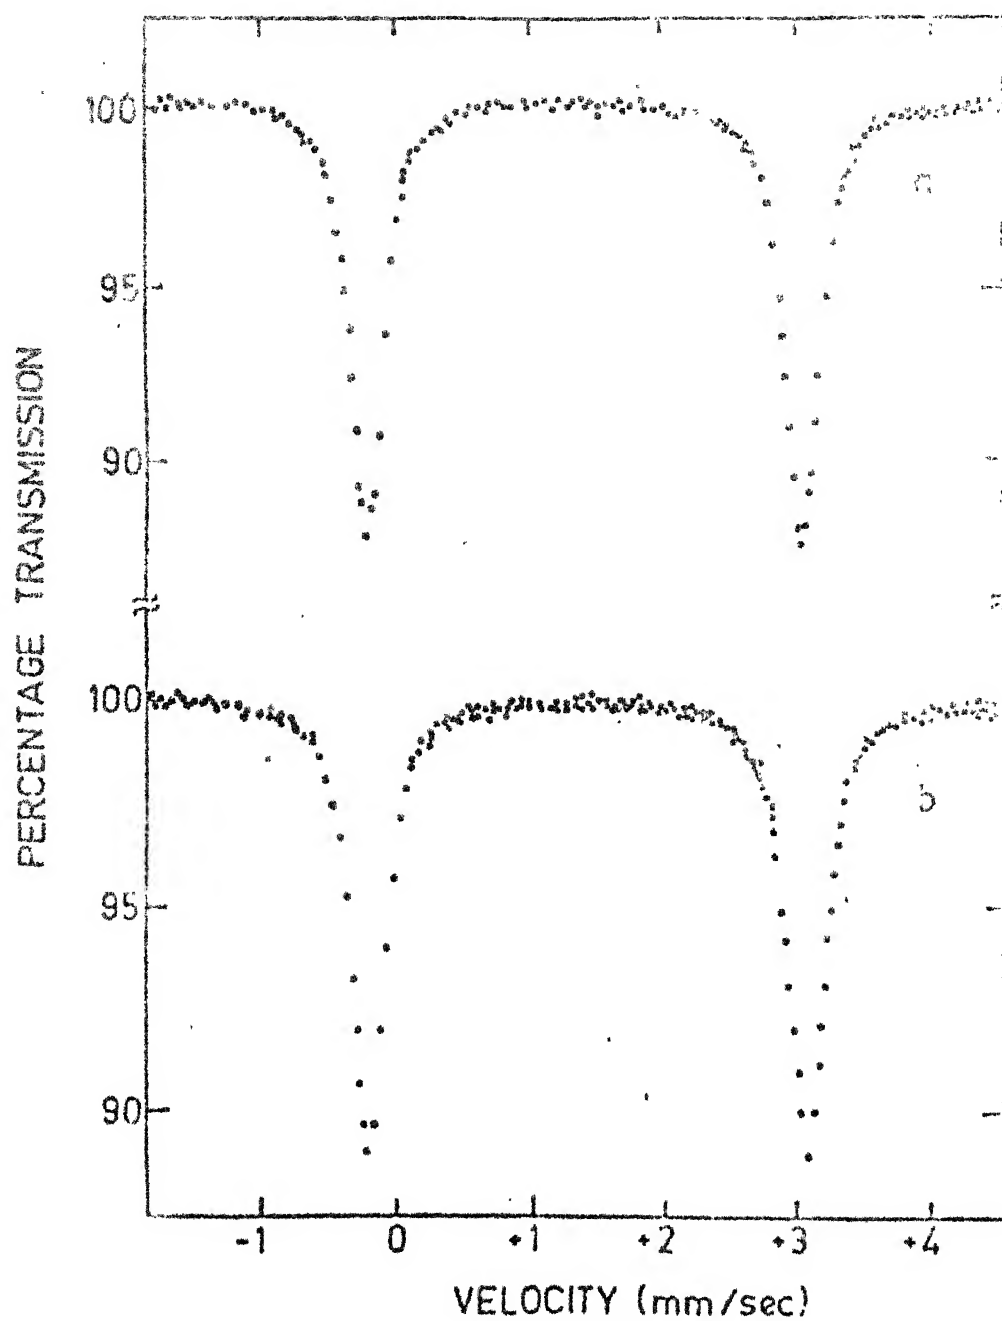 PERCENTAGE TRANSMISSION
100
95
90
a
100
95
90
b
-1 0 +1 +2 +3 +4
VELOCITY (mm/sec)